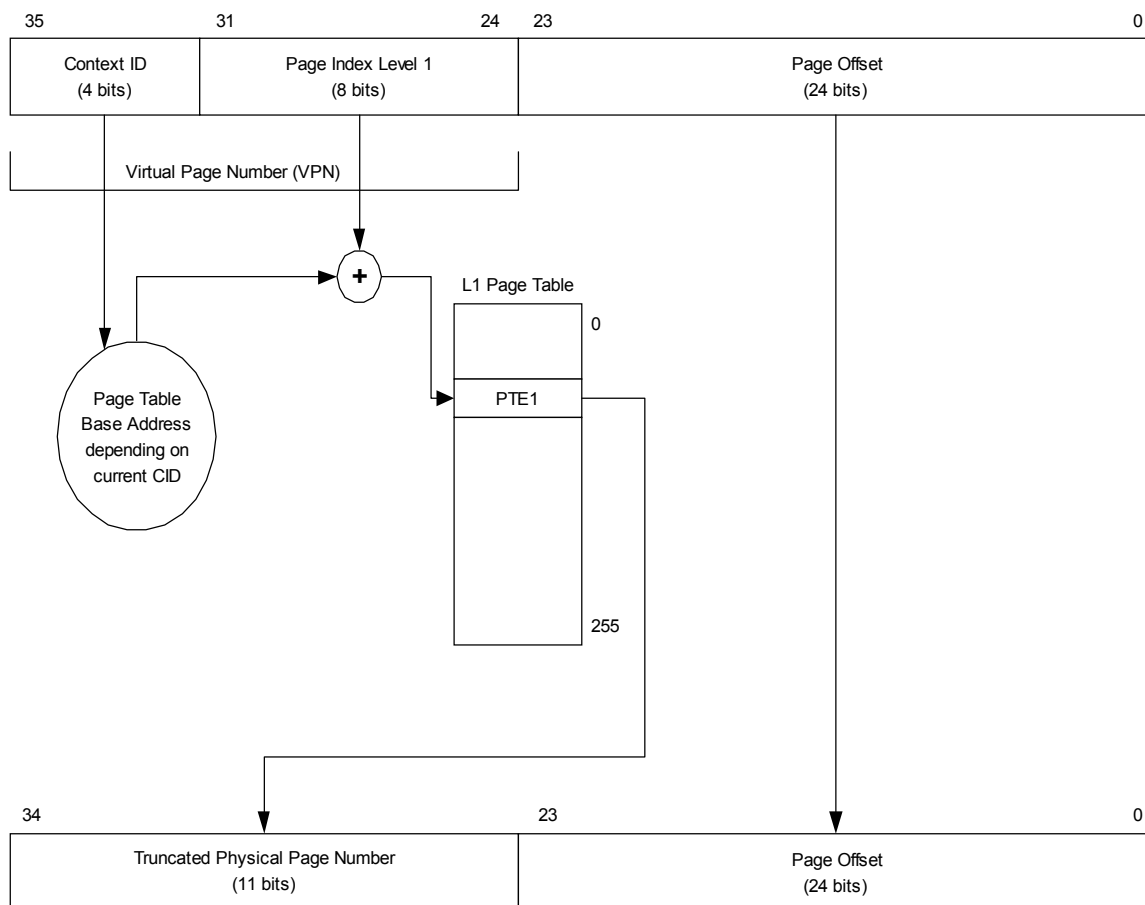 35 31 24 23 0
Context ID Page Index Level 1 Page Offset
(4 bits) (8 bits) (24 bits)
Virtual Page Number (VPN)
+
L1 Page Table
0
PTE1
Page Table
Base Address
depending on
current CID
255
34 23 0
Truncated Physical Page Number Page Offset
(11 bits) (24 bits)